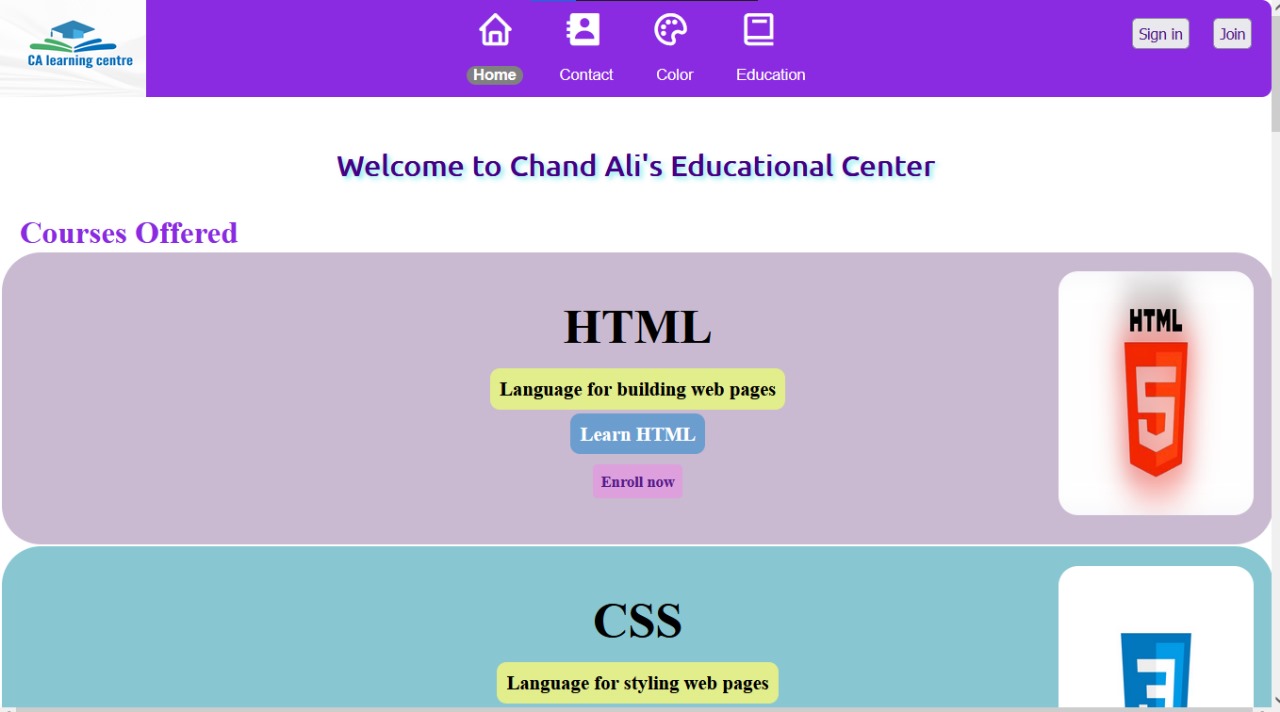 CA learning centre
Home
Contact
Color
Education
Sign in
Join
Welcome to Chand Ali's Educational Center
Courses Offered
HTML
Language for building web pages
Learn HTML
Enroll now
HTML
5
CSS
Language for styling web pages
3